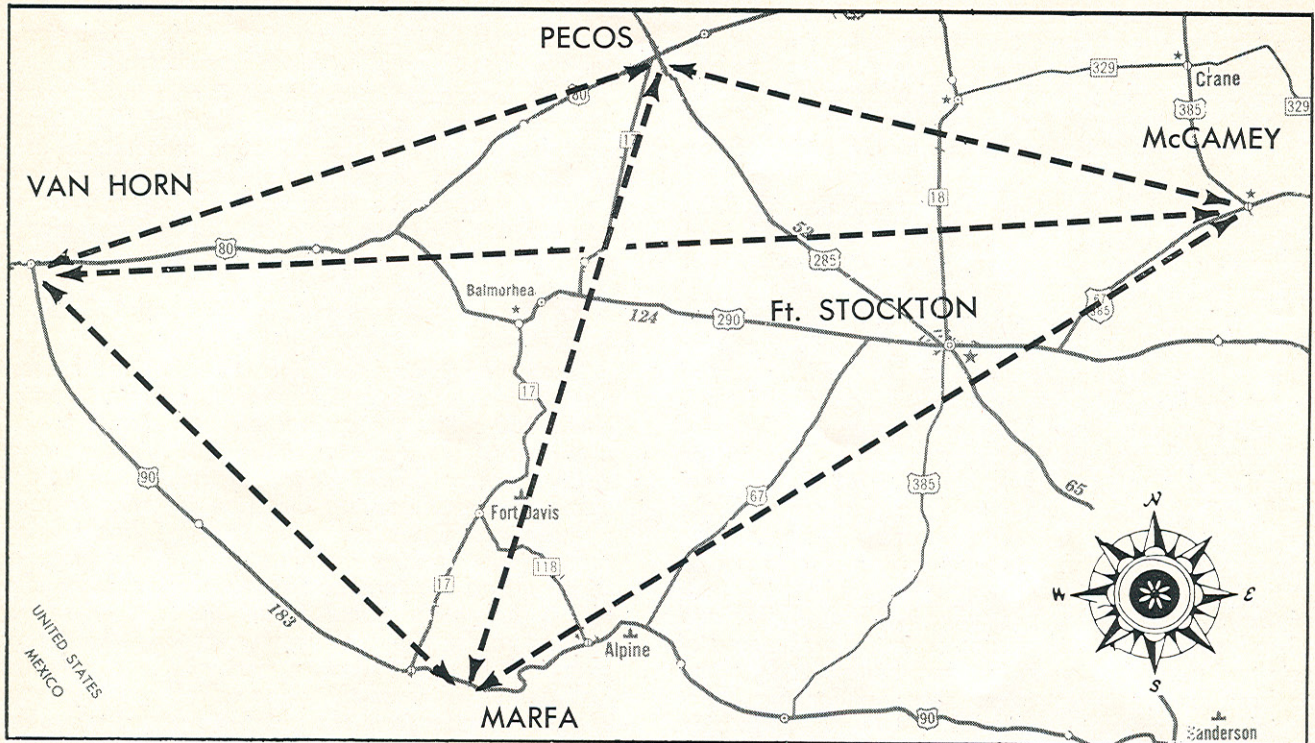 PECOS
329
Crane
80
385
329
17
McCAMEY
VAN HORN
18
52
80
285
Balmorhea
67
385
Ft. STOCKTON
124
290
17
90
67
385
65
Fort Davis
N
118
17
W
E
183
UNITED STATES
MEXICO
Alpine
S
MARFA
90
Sanderson